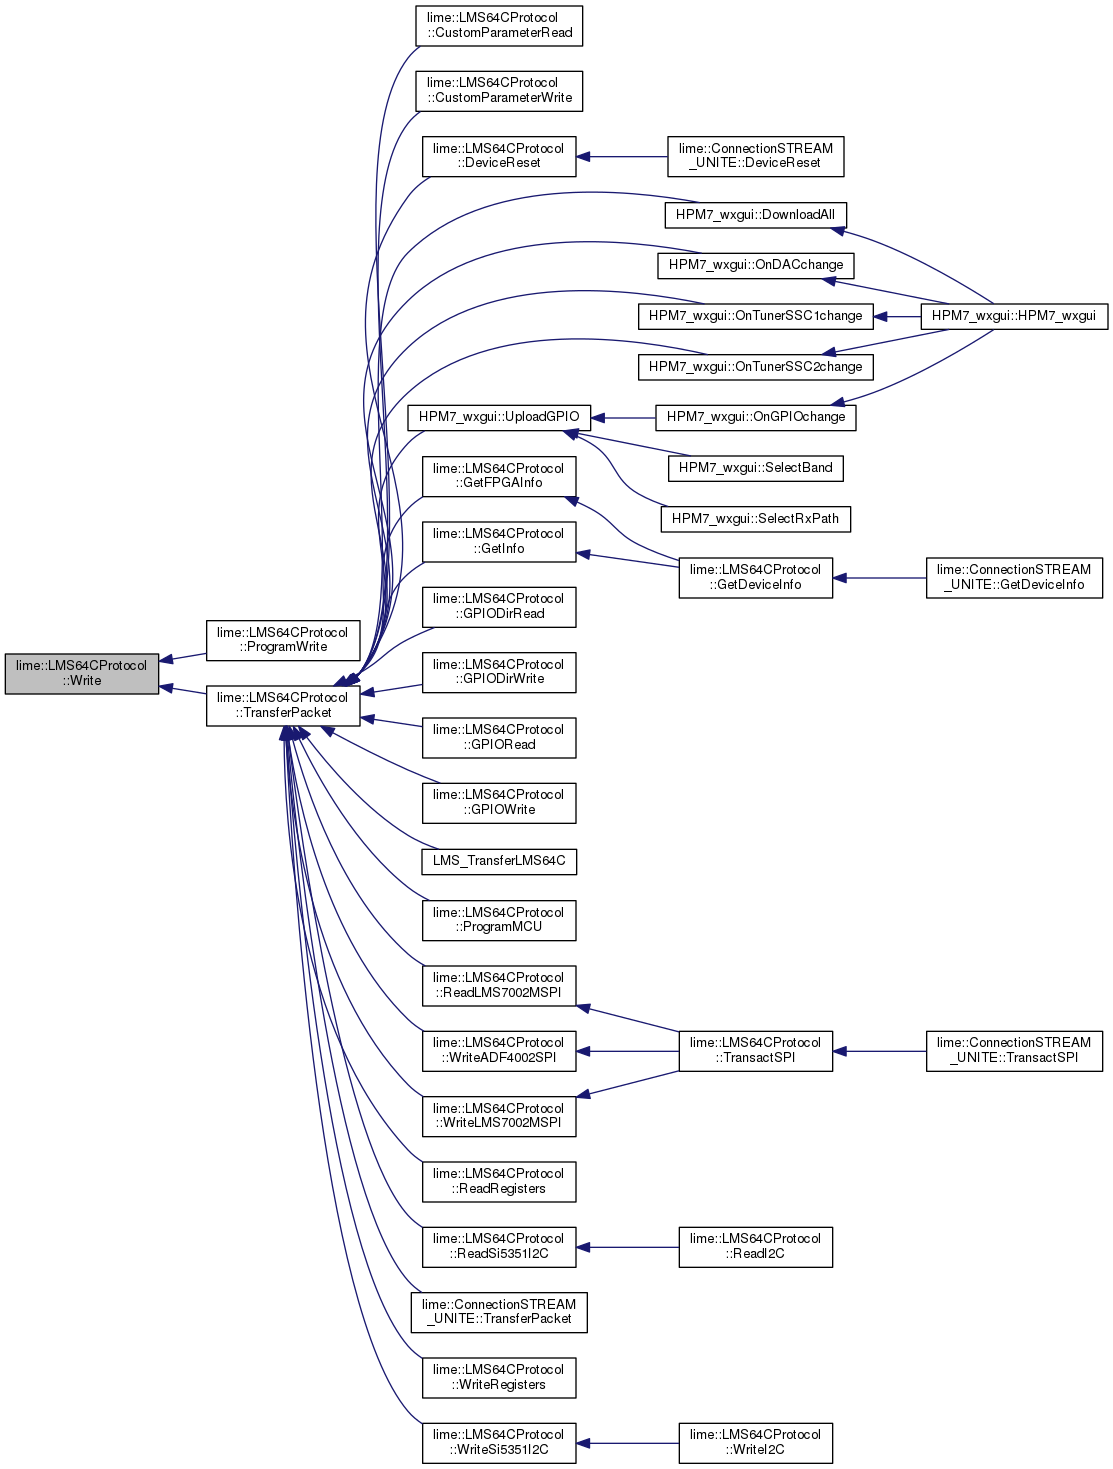 lime::LMS64CProtocol
::CustomParameterRead
lime::LMS64CProtocol
::CustomParameterWrite
lime::LMS64CProtocol
::DeviceReset
lime::ConnectionSTREAM
_UNITE::DeviceReset
HPM7_wxgui::DownloadAll
HPM7_wxgui::OnDACchange
HPM7_wxgui::OnTunerSSC1change
HPM7_wxgui::HPM7_wxgui
HPM7_wxgui::OnTunerSSC2change
HPM7_wxgui::UploadGPIO
HPM7_wxgui::OnGPIOchange
HPM7_wxgui::SelectBand
lime::LMS64CProtocol
::GetFPGAInfo
HPM7_wxgui::SelectRxPath
lime::LMS64CProtocol
::GetInfo
lime::LMS64CProtocol
::GetDeviceInfo
lime::ConnectionSTREAM
_UNITE::GetDeviceInfo
lime::LMS64CProtocol
::GPIODirRead
lime::LMS64CProtocol
::ProgramWrite
lime::LMS64CProtocol
::Write
lime::LMS64CProtocol
::GPIODirWrite
lime::LMS64CProtocol
::TransferPacket
lime::LMS64CProtocol
::GPIORead
lime::LMS64CProtocol
::GPIOWrite
LMS_TransferLMS64C
lime::LMS64CProtocol
::ProgramMCU
lime::LMS64CProtocol
::ReadLMS7002MSPI
lime::LMS64CProtocol
::WriteADF4002SPI
lime::LMS64CProtocol
::TransactSPI
lime::ConnectionSTREAM
_UNITE::TransactSPI
lime::LMS64CProtocol
::WriteLMS7002MSPI
lime::LMS64CProtocol
::ReadRegisters
lime::LMS64CProtocol
::ReadSi5351I2C
lime::LMS64CProtocol
::ReadI2C
lime::ConnectionSTREAM
_UNITE::TransferPacket
lime::LMS64CProtocol
::WriteRegisters
lime::LMS64CProtocol
::WriteSi5351I2C
lime::LMS64CProtocol
::WriteI2C